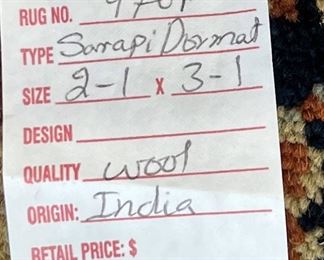 RUG NO.
TYPE Sarapi Dormat
SIZE 2-1 x 3-1
DESIGN
QUALITY wool
ORIGIN: India
RETAIL PRICE: $